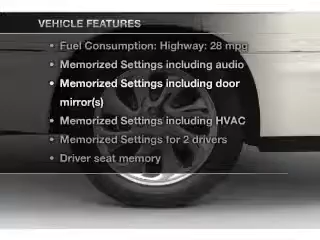 VEHICLE FEATURES
• Fuel Consumption: Highway: 28 mpg
• Memorized Settings including audio
• Memorized Settings including door
mirror(s)
• Memorized Settings including HVAC
• Memorized Settings for 2 drivers
• Driver seat memory